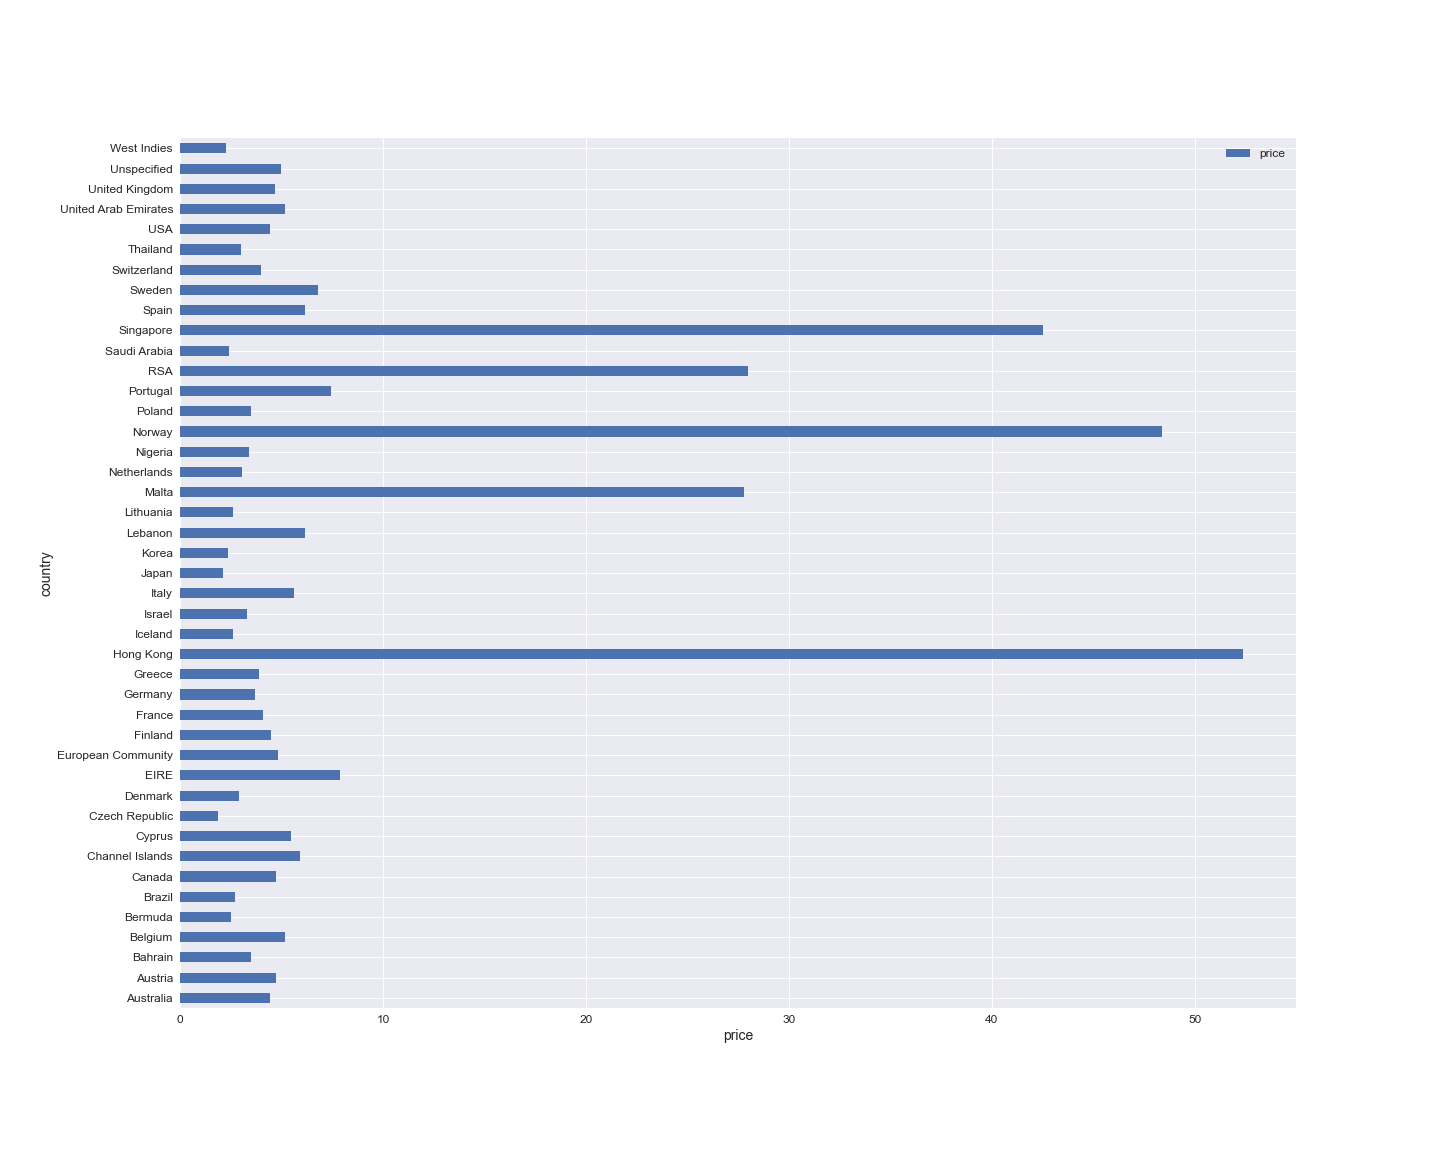 West Indies
price
Unspecified
United Kingdom
United Arab Emirates
USA
Thailand
Switzerland
Sweden
Spain
Singapore
Saudi Arabia
RSA
Portugal
Poland
Norway
Nigeria
Netherlands
Malta
Lithuania
Lebanon
Korea
Japan
Italy
Israel
Iceland
Hong Kong
Greece
Germany
France
Finland
European Community
EIRE
Denmark
Czech Republic
Cyprus
Channel Islands
Canada
Brazil
Bermuda
Belgium
Bahrain
Austria
Australia
country
0 10 20 30 40 50
price